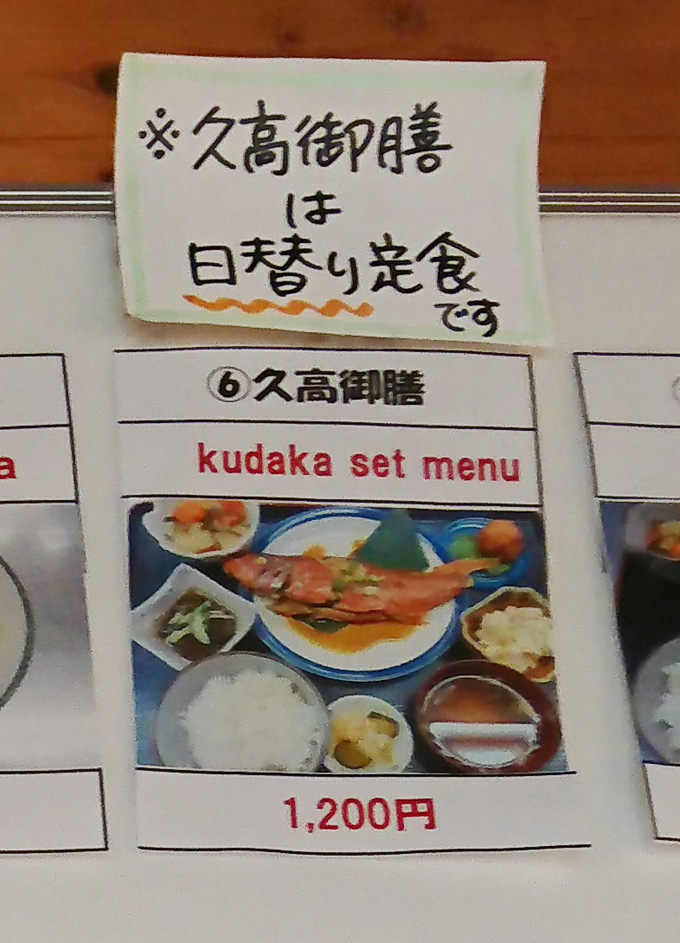 ※久高御膳
は
日替り定食
です
⑥久高御膳
kudaka set menu
a
1,200円